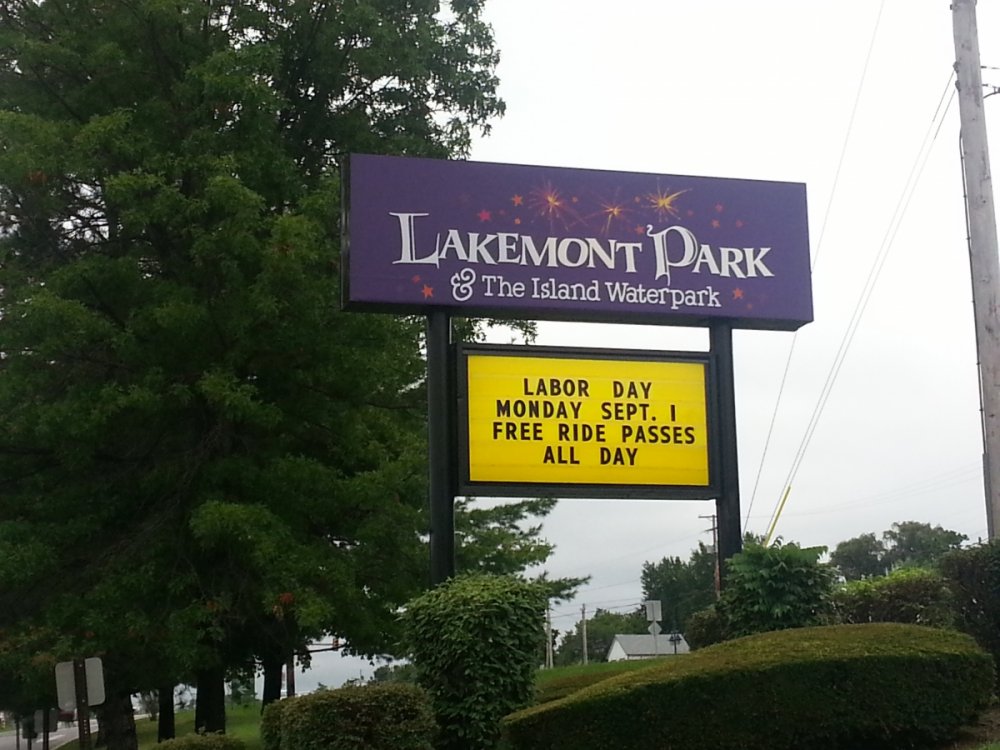 LAKEMONT PARK
& The Island Waterpark
LABOR DAY
MONDAY SEPT. 1
FREE RIDE PASSES
ALL DAY